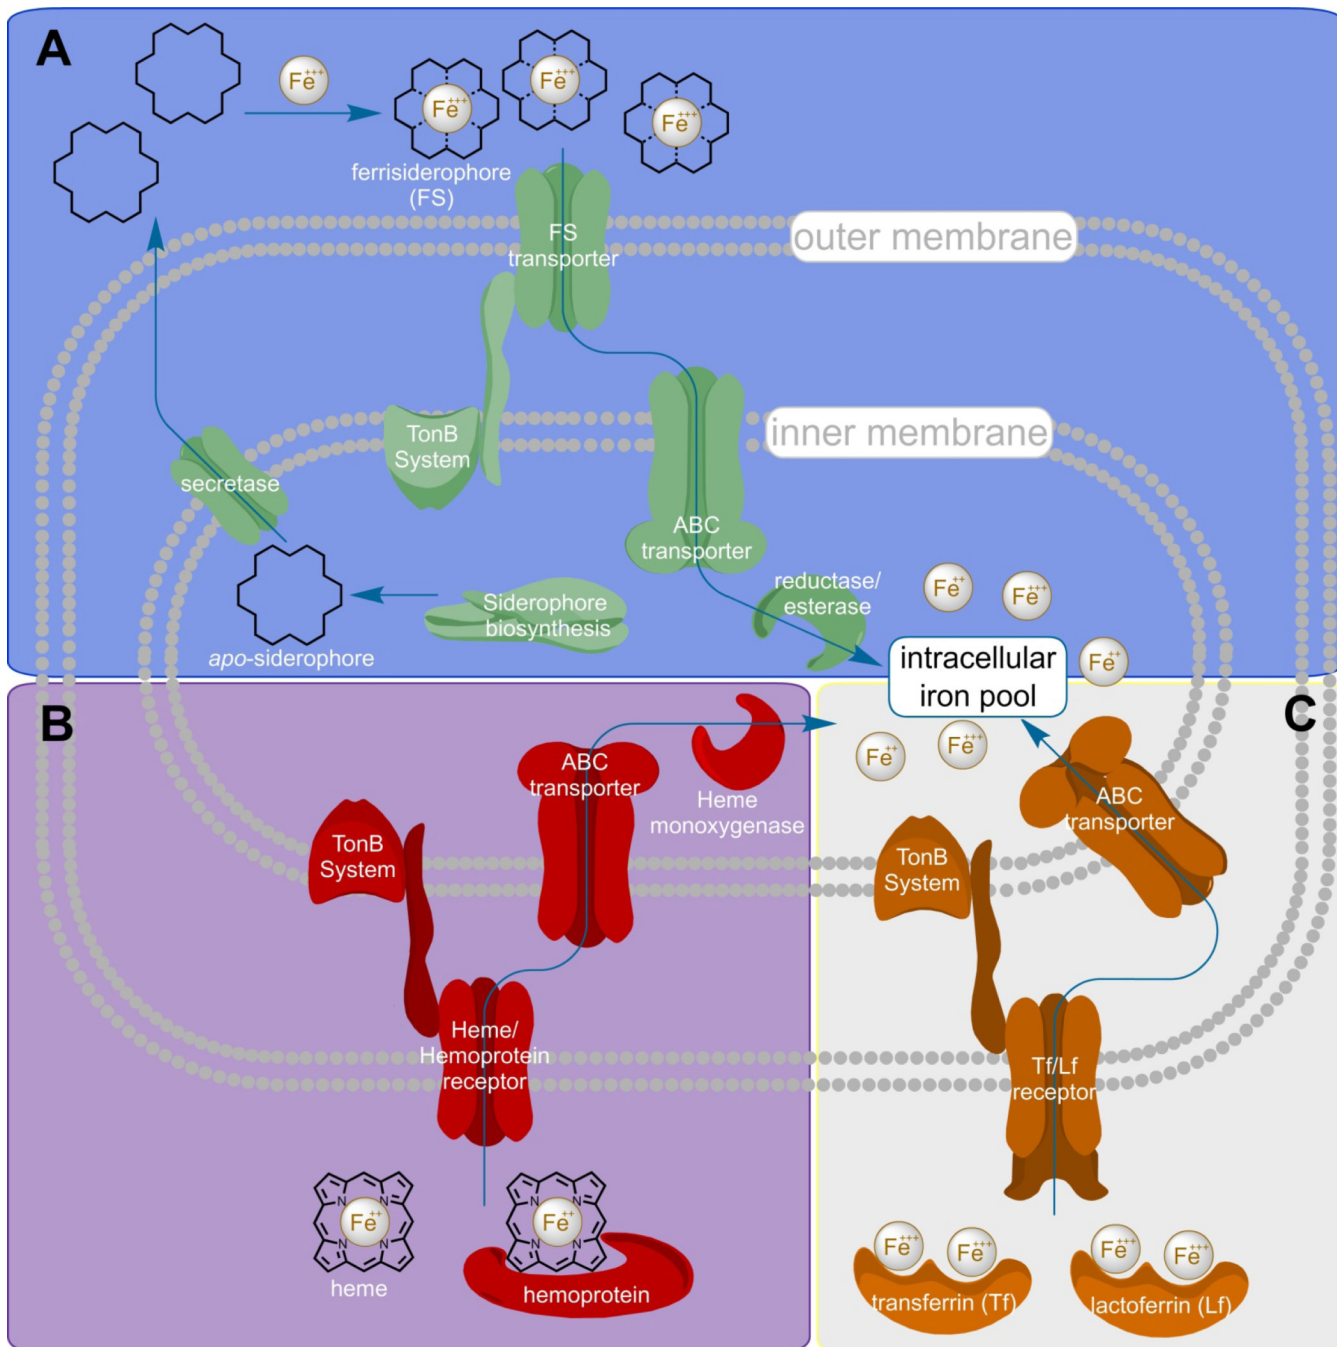 A
Fe+++
Fe+++
Fe+++
Fe+++
ferrisiderophore
(FS)
FS
transporter
outer membrane
TonB
System
inner membrane
secretase
ABC
transporter
reductase/
esterase
Fe++
Fe+++
Siderophore
biosynthesis
apo-siderophore
intracellular
iron pool
Fe++
B
C
Fe++
Fe+++
ABC
transporter
Heme
monoxygenase
ABC
transporter
TonB
System
TonB
System
Heme/
Hemoprotein
receptor
Tf/Lf
receptor
N
N
N
N
Fe++
heme
N
N
N
N
Fe++
hemoprotein
Fe+++
Fe+++
transferrin (Tf)
Fe+++
Fe+++
lactoferrin (Lf)